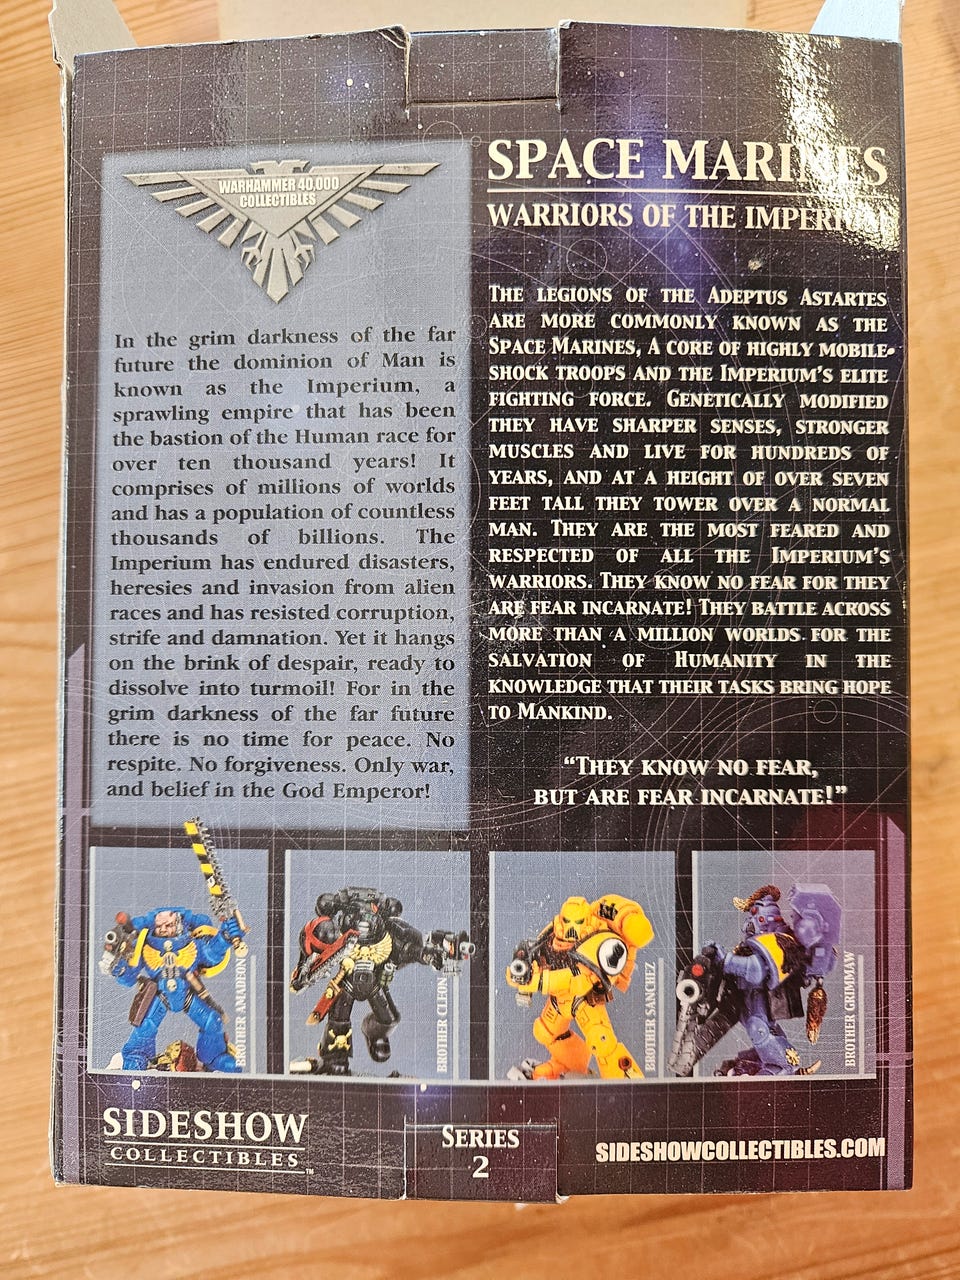 WARHAMMER 40,000
COLLECTIBLES
In the grim darkness of the far
future the dominion of Man is
known as the Imperium, a
sprawling empire that has been
the bastion of the Human race for
over ten thousand years! It
comprises of millions of worlds
and has a population of countless
thousands of billions. The
Imperium has endured disasters,
heresies and invasion from alien
races and has resisted corruption,
strife and damnation. Yet it hangs
on the brink of despair, ready to
dissolve into turmoil! For in the
grim darkness of the far future
there is no time for peace. No
respite. No forgiveness. Only war,
and belief in the God Emperor!
SPACE MARINES
WARRIORS OF THE IMPERIUM
THE LEGIONS OF THE ADEPTUS ASTARTES
ARE MORE COMMONLY KNOWN AS THE
SPACE MARINES, A CORE OF HIGHLY MOBILE
SHOCK TROOPS AND THE IMPERIUM'S ELITE
FIGHTING FORCE. GENETICALLY MODIFIED
THEY HAVE SHARPER SENSES, STRONGER
MUSCLES AND LIVE FOR HUNDREDS OF
YEARS, AND AT A HEIGHT OF OVER SEVEN
FEET TALL THEY TOWER OVER A NORMAL
MAN. THEY ARE THE MOST FEARED AND
RESPECTED OF ALL THE IMPERIUM'S
WARRIORS. THEY KNOW NO FEAR FOR THEY
ARE FEAR INCARNATE! THEY BATTLE ACROSS
MORE THAN A MILLION WORLDS FOR THE
SALVATION OF HUMANITY IN THE
KNOWLEDGE THAT THEIR TASKS BRING HOPE
TO MANKIND.
"THEY KNOW NO FEAR,
BUT ARE FEAR INCARNATE!"
BROTHER AMADEON
BROTHER CLEON
BROTHER SANCHEZ
BROTHER GRIMMAW
SIDESHOW
COLLECTIBLES™
SERIES
2
SIDESHOWCOLLECTIBLES.COM